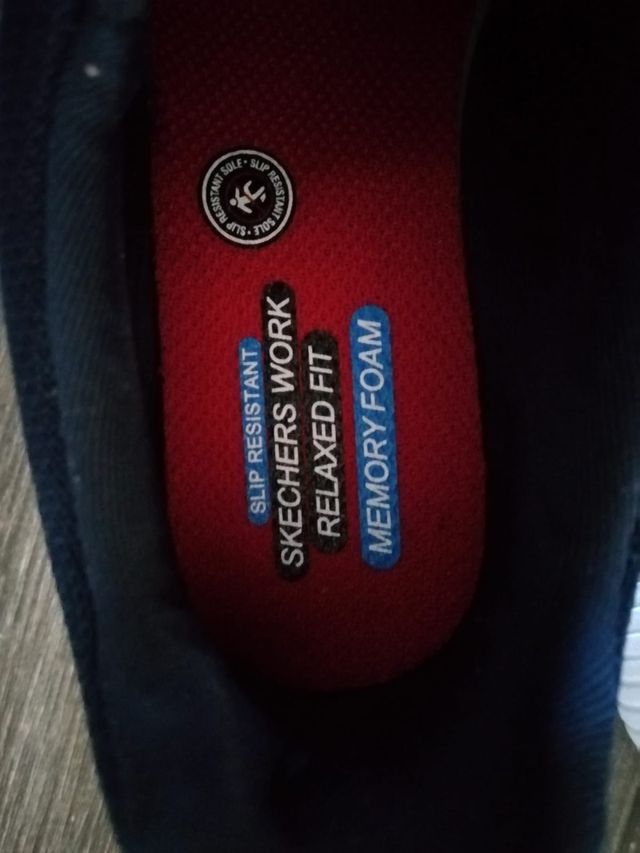 SLIP RESISTANT SOLE • SLIP RESISTANT SOLE •
SLIP RESISTANT
SKECHERS WORK
RELAXED FIT
MEMORY FOAM